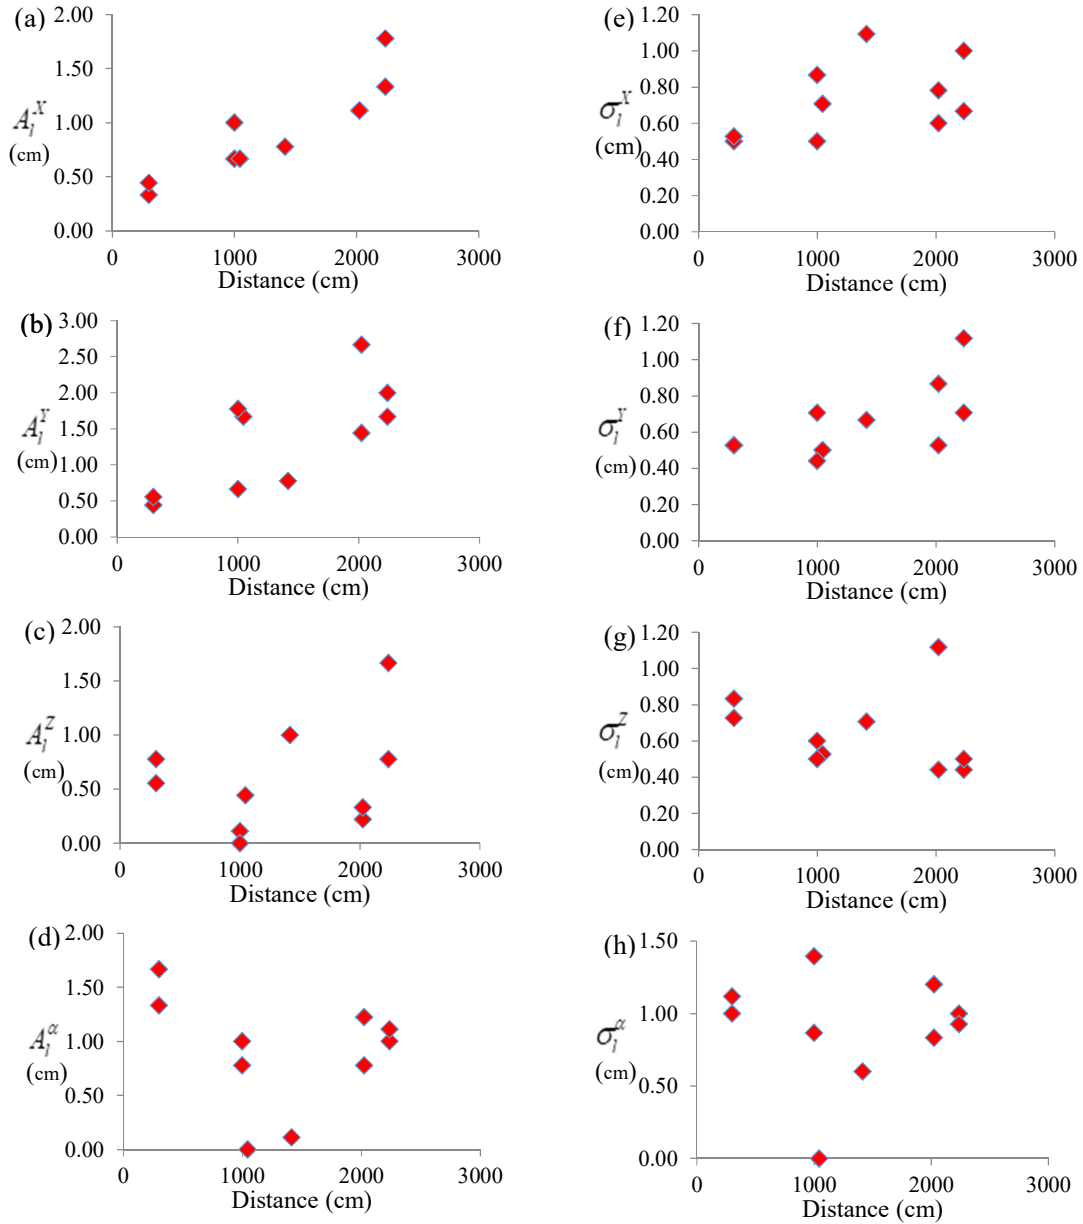 (a)
2.00
1.50
1.00
0.50
0.00
A_l^X
(cm)
0 1000 2000 3000
Distance (cm)
(e)
1.20
1.00
0.80
0.60
0.40
0.20
0.00
σ_l^X
(cm)
0 1000 2000 3000
Distance (cm)
(b)
3.00
2.50
2.00
1.50
1.00
0.50
0.00
A_l^Y
(cm)
0 1000 2000 3000
Distance (cm)
(f)
1.20
1.00
0.80
0.60
0.40
0.20
0.00
σ_l^Y
(cm)
0 1000 2000 3000
Distance (cm)
(c)
2.00
1.50
1.00
0.50
0.00
A_l^Z
(cm)
0 1000 2000 3000
Distance (cm)
(g)
1.20
1.00
0.80
0.60
0.40
0.20
0.00
σ_l^Z
(cm)
0 1000 2000 3000
Distance (cm)
(d)
2.00
1.50
1.00
0.50
0.00
A_l^α
(cm)
0 1000 2000 3000
Distance (cm)
(h)
1.50
1.00
0.50
0.00
σ_l^α
(cm)
0 1000 2000 3000
Distance (cm)